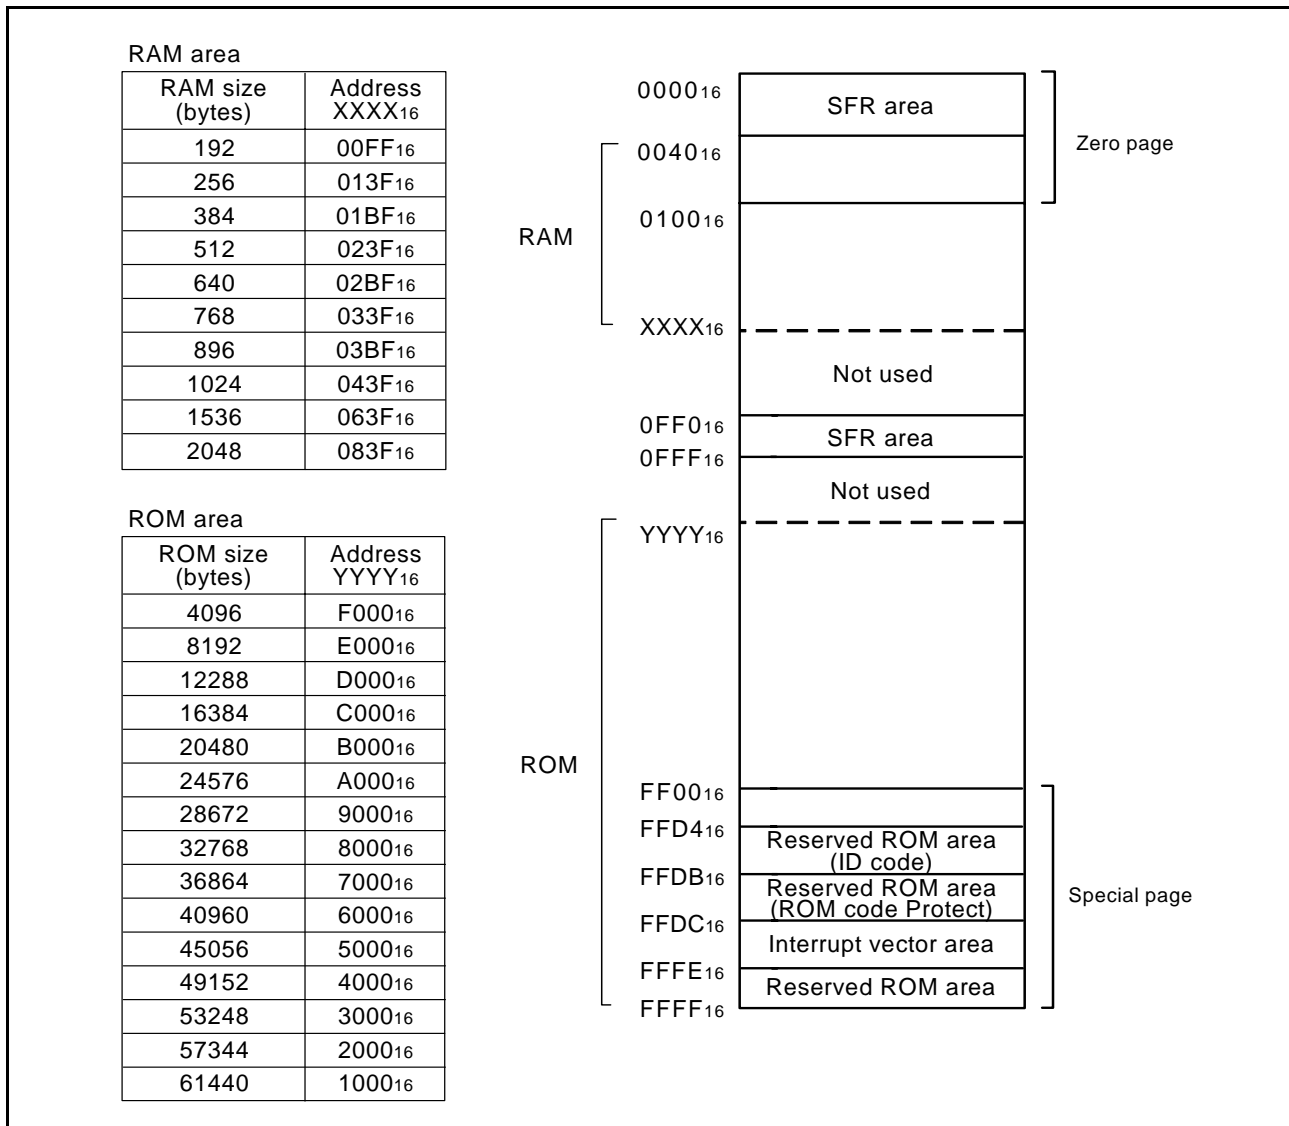 RAM area
RAM size
(bytes)
Address
XXXX16
192 00FF16
256 013F16
384 01BF16
512 023F16
640 02BF16
768 033F16
896 03BF16
1024 043F16
1536 063F16
2048 083F16
ROM area
ROM size
(bytes)
Address
YYYY16
4096 F00016
8192 E00016
12288 D00016
16384 C00016
20480 B00016
24576 A00016
28672 900016
32768 800016
36864 700016
40960 600016
45056 500016
49152 400016
53248 300016
57344 200016
61440 100016
RAM
ROM
000016
004016
010016
XXXX16
0FF016
0FFF16
YYYY16
FF0016
FFD416
FFDB16
FFDC16
FFFE16
FFFF16
SFR area
Not used
SFR area
Not used
Reserved ROM area
(ID code)
Reserved ROM area
(ROM code Protect)
Interrupt vector area
Reserved ROM area
Zero page
Special page